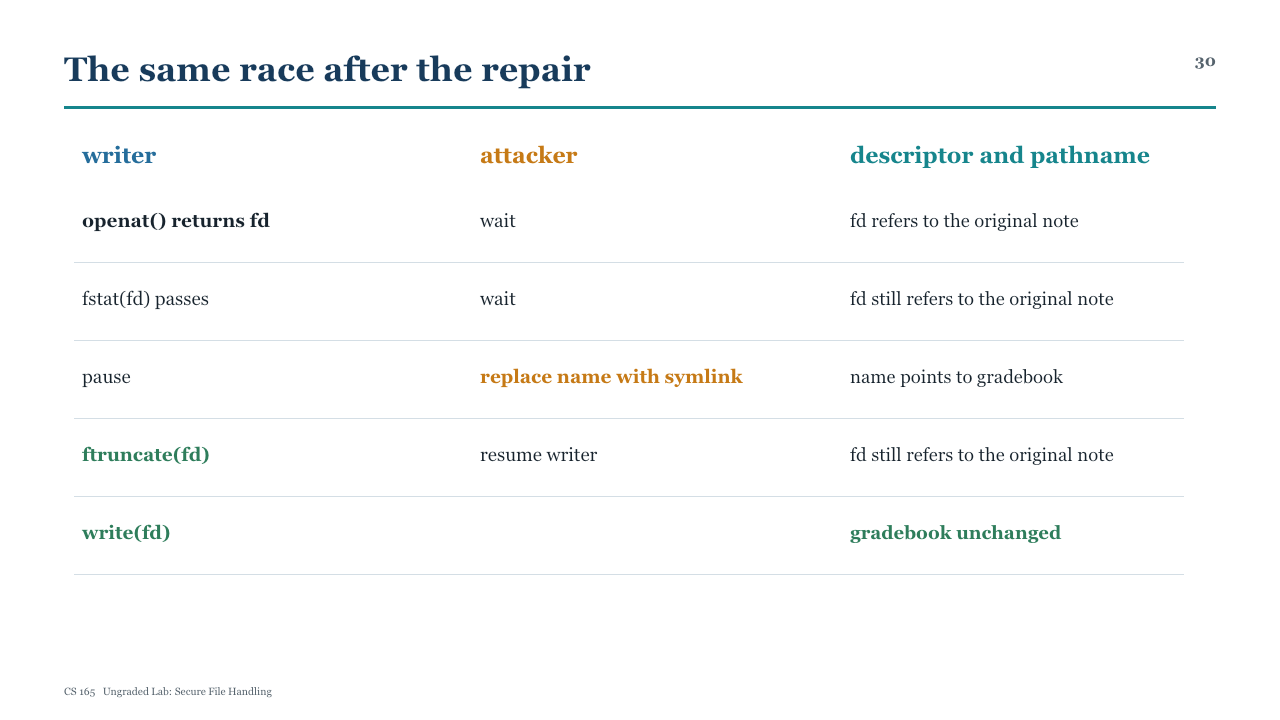 The same race after the repair
30
writer
attacker
descriptor and pathname
openat() returns fd
wait
fd refers to the original note
fstat(fd) passes
wait
fd still refers to the original note
pause
replace name with symlink
name points to gradebook
ftruncate(fd)
resume writer
fd still refers to the original note
write(fd)
gradebook unchanged
CS 165 Ungraded Lab: Secure File Handling